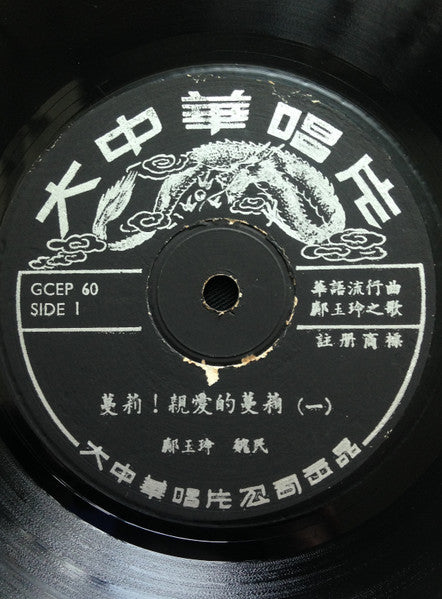 大中華唱片
GCEP 60
SIDE 1
華語流行曲
鄺玉玲之歌
註册商標
蔓莉！親愛的蔓莉（一）
鄺玉玲 魏民
大中華唱片公司出品